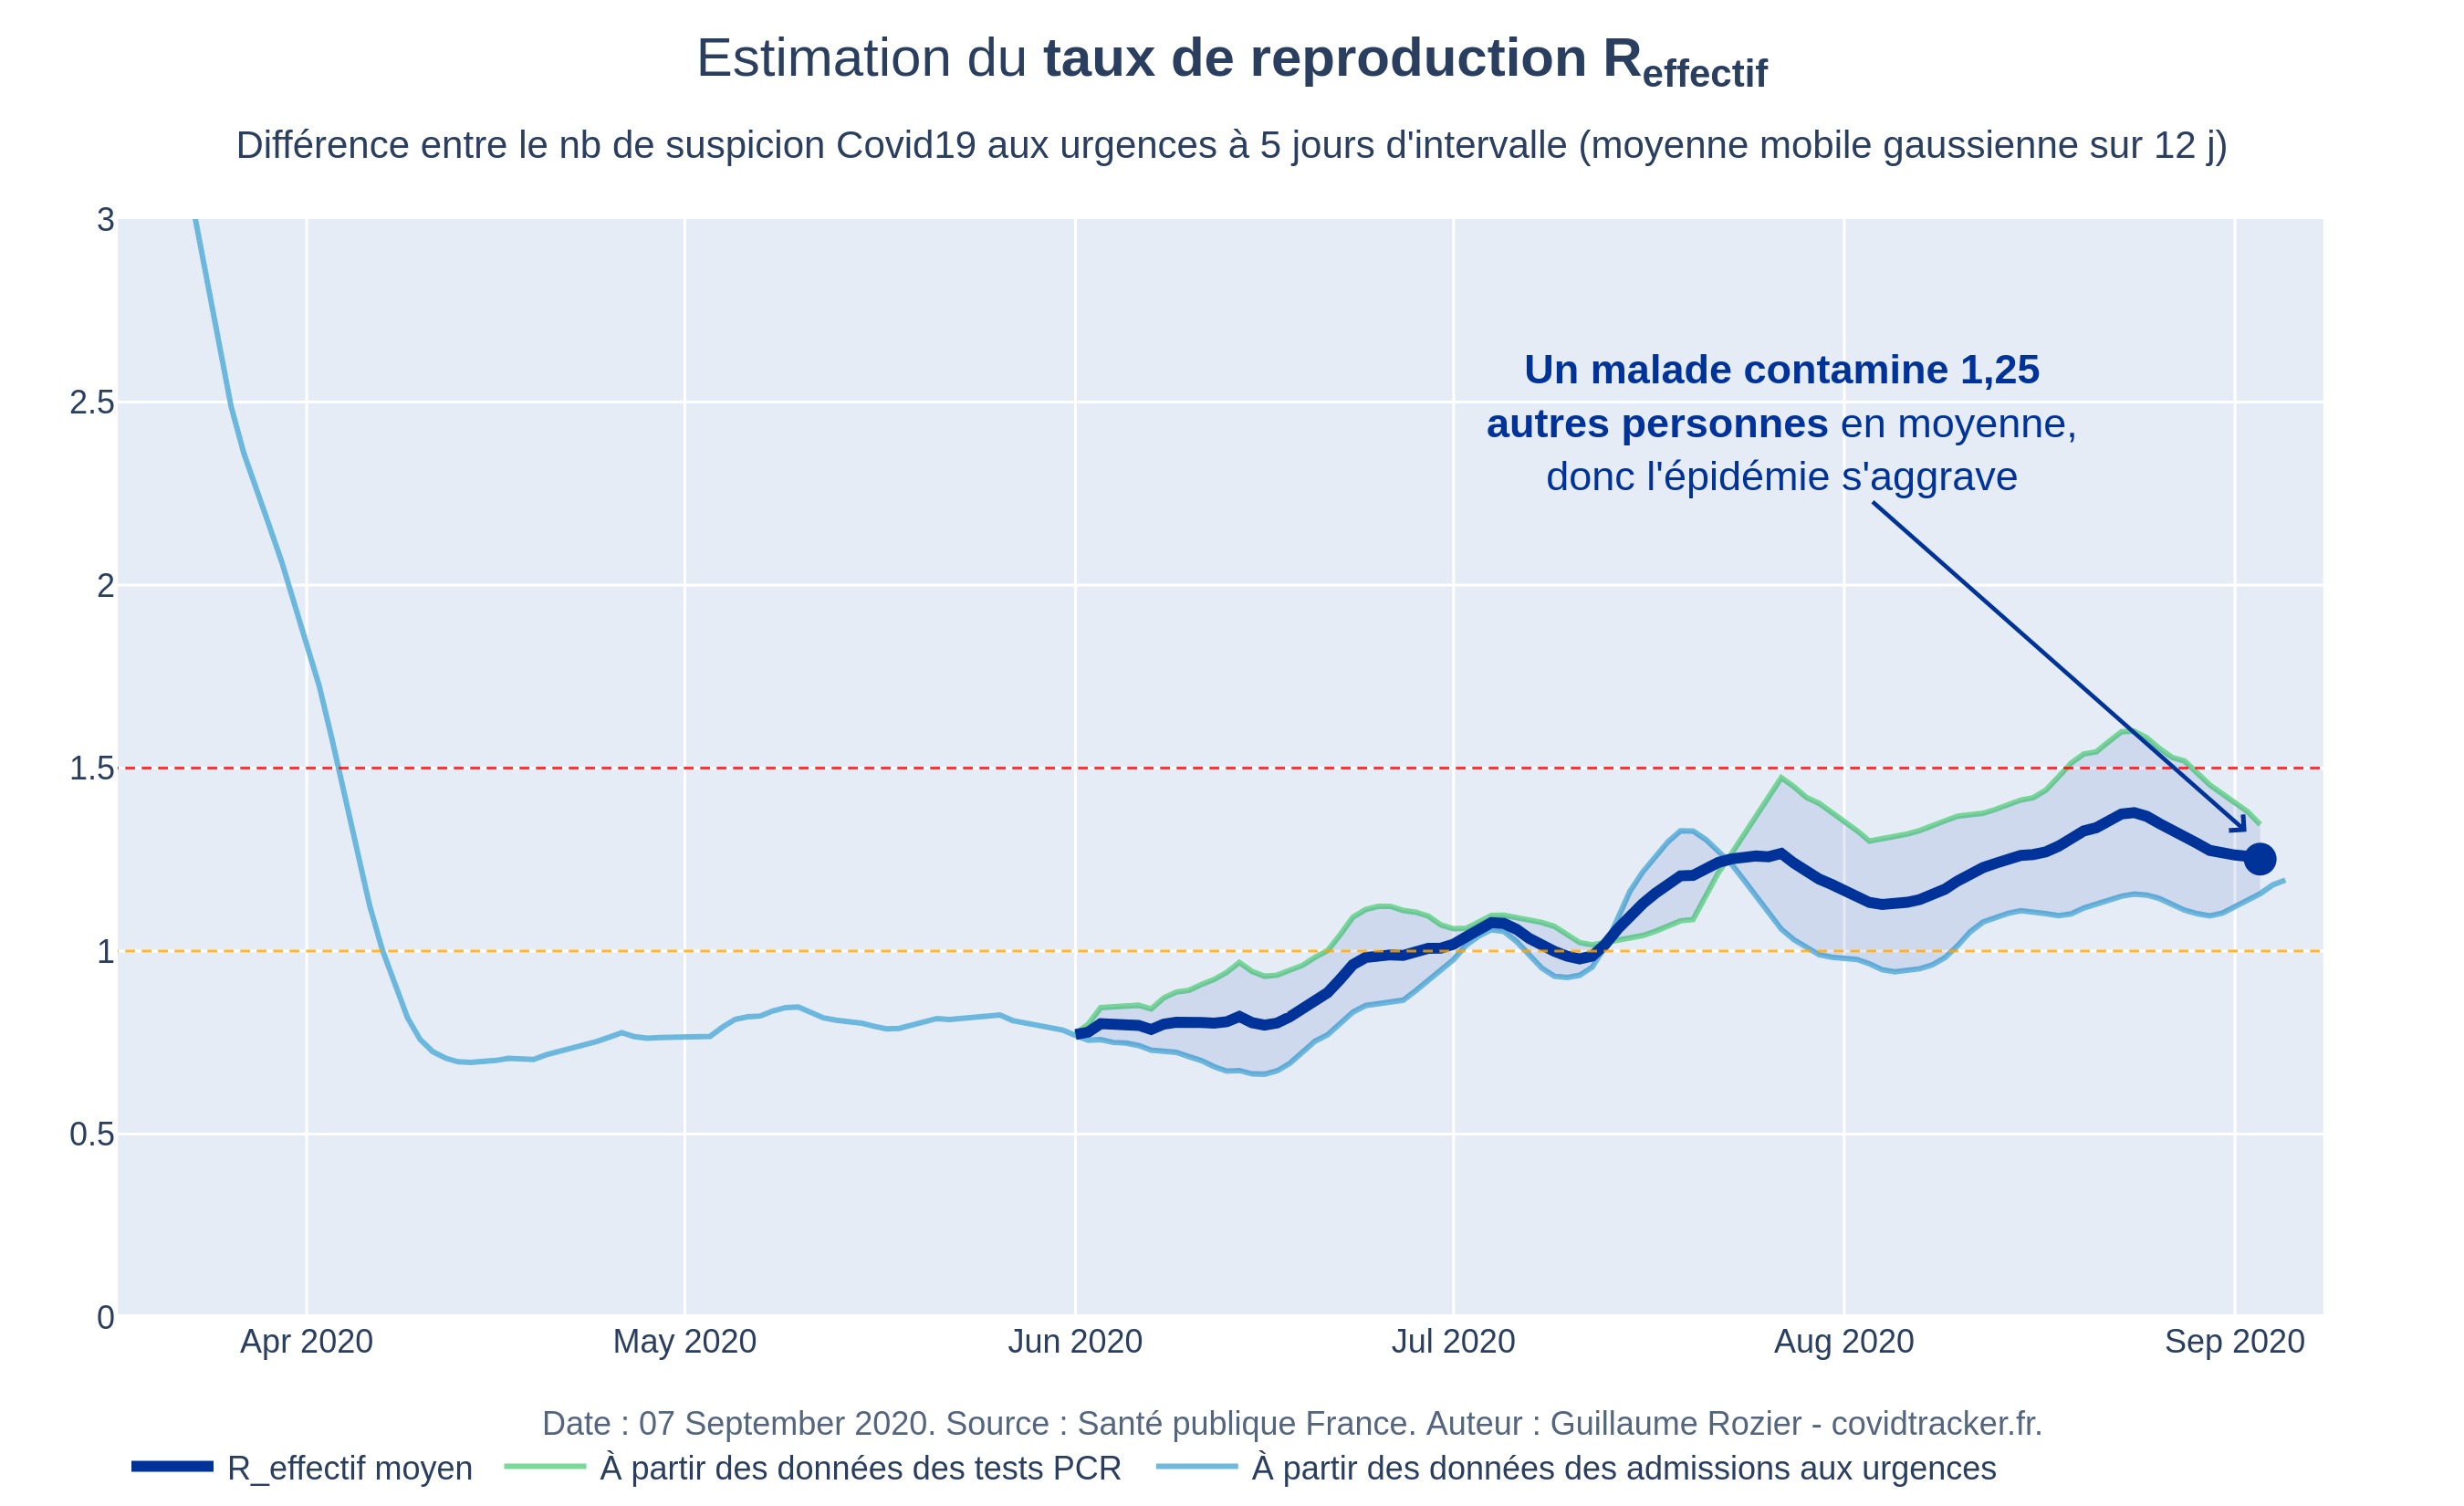 Estimation du taux de reproduction Reffectif
Différence entre le nb de suspicion Covid19 aux urgences à 5 jours d'intervalle (moyenne mobile gaussienne sur 12 j)
3
2.5
2
1.5
1
0.5
0
Un malade contamine 1,25
autres personnes en moyenne,
donc l'épidémie s'aggrave
Apr 2020 May 2020 Jun 2020 Jul 2020 Aug 2020 Sep 2020
Date : 07 September 2020. Source : Santé publique France. Auteur : Guillaume Rozier - covidtracker.fr.
R_effectif moyen À partir des données des tests PCR À partir des données des admissions aux urgences